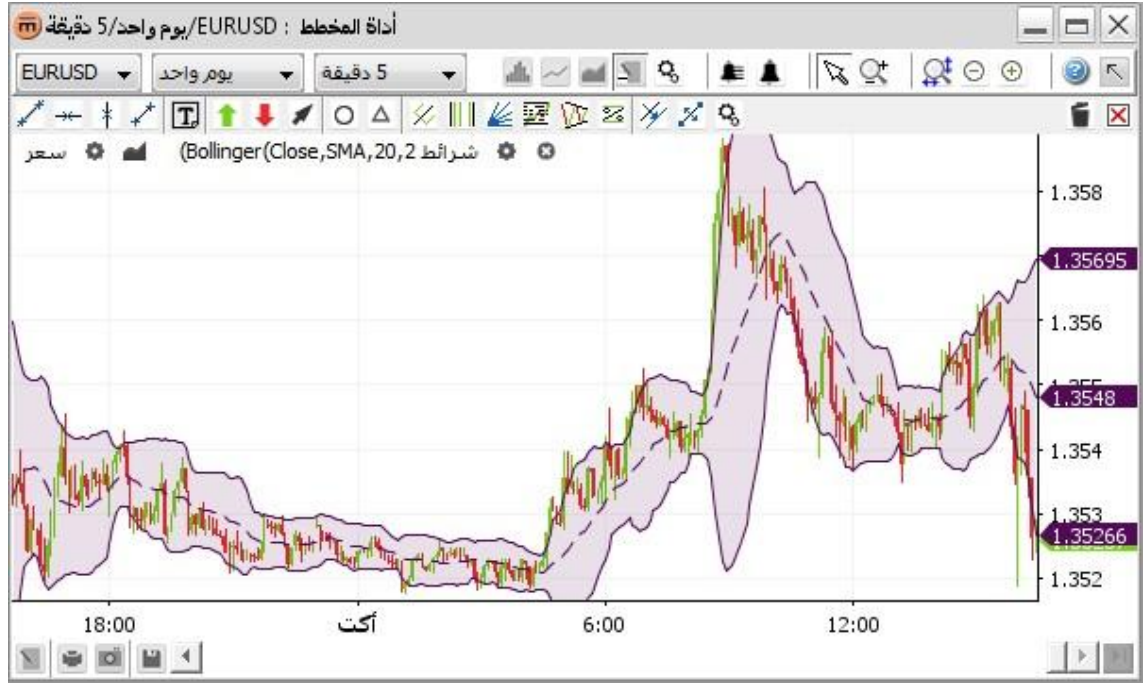 أداة المخطط : EURUSD/يوم واحد/5 دقيقة
EURUSD
يوم واحد
5 دقيقة
T
سعر
شرائط Bollinger(Close,SMA,20,2)
1.358
1.35695
1.356
1.3548
1.354
1.353
1.35266
1.352
18:00
أكت
6:00
12:00